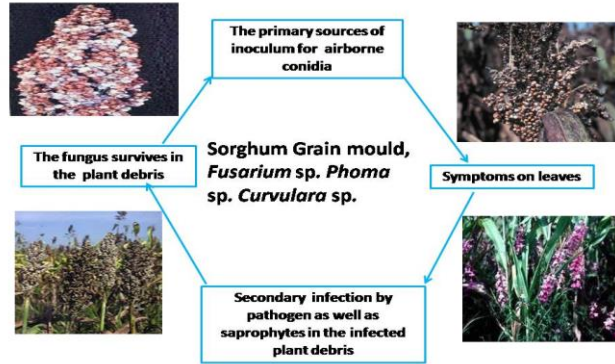 The primary sources of
inoculum for airborne
conidia
The fungus survives in
the plant debris
Sorghum Grain mould,
Fusarium sp. Phoma
sp. Curvulara sp.
Symptoms on leaves
Secondary infection by
pathogen as well as
saprophytes in the infected
plant debris